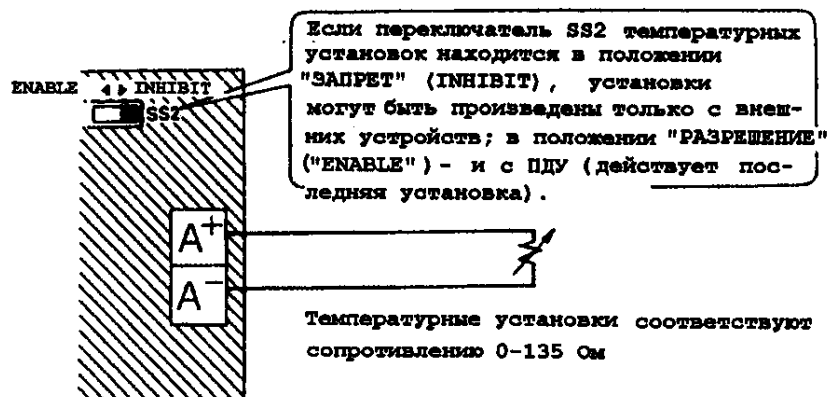 Если переключатель SS2 температурных
установок находится в положении
"ЗАПРЕТ" (INHIBIT), установки
могут быть произведены только с внеш-
них устройств; в положении "РАЗРЕШЕНИЕ"
("ENABLE")- и с ПДУ (действует пос-
ледняя установка).
ENABLE ◂ ▸ INHIBIT
SS2
A+
A-
Температурные установки соответствуют
сопротивлению 0-135 Ом